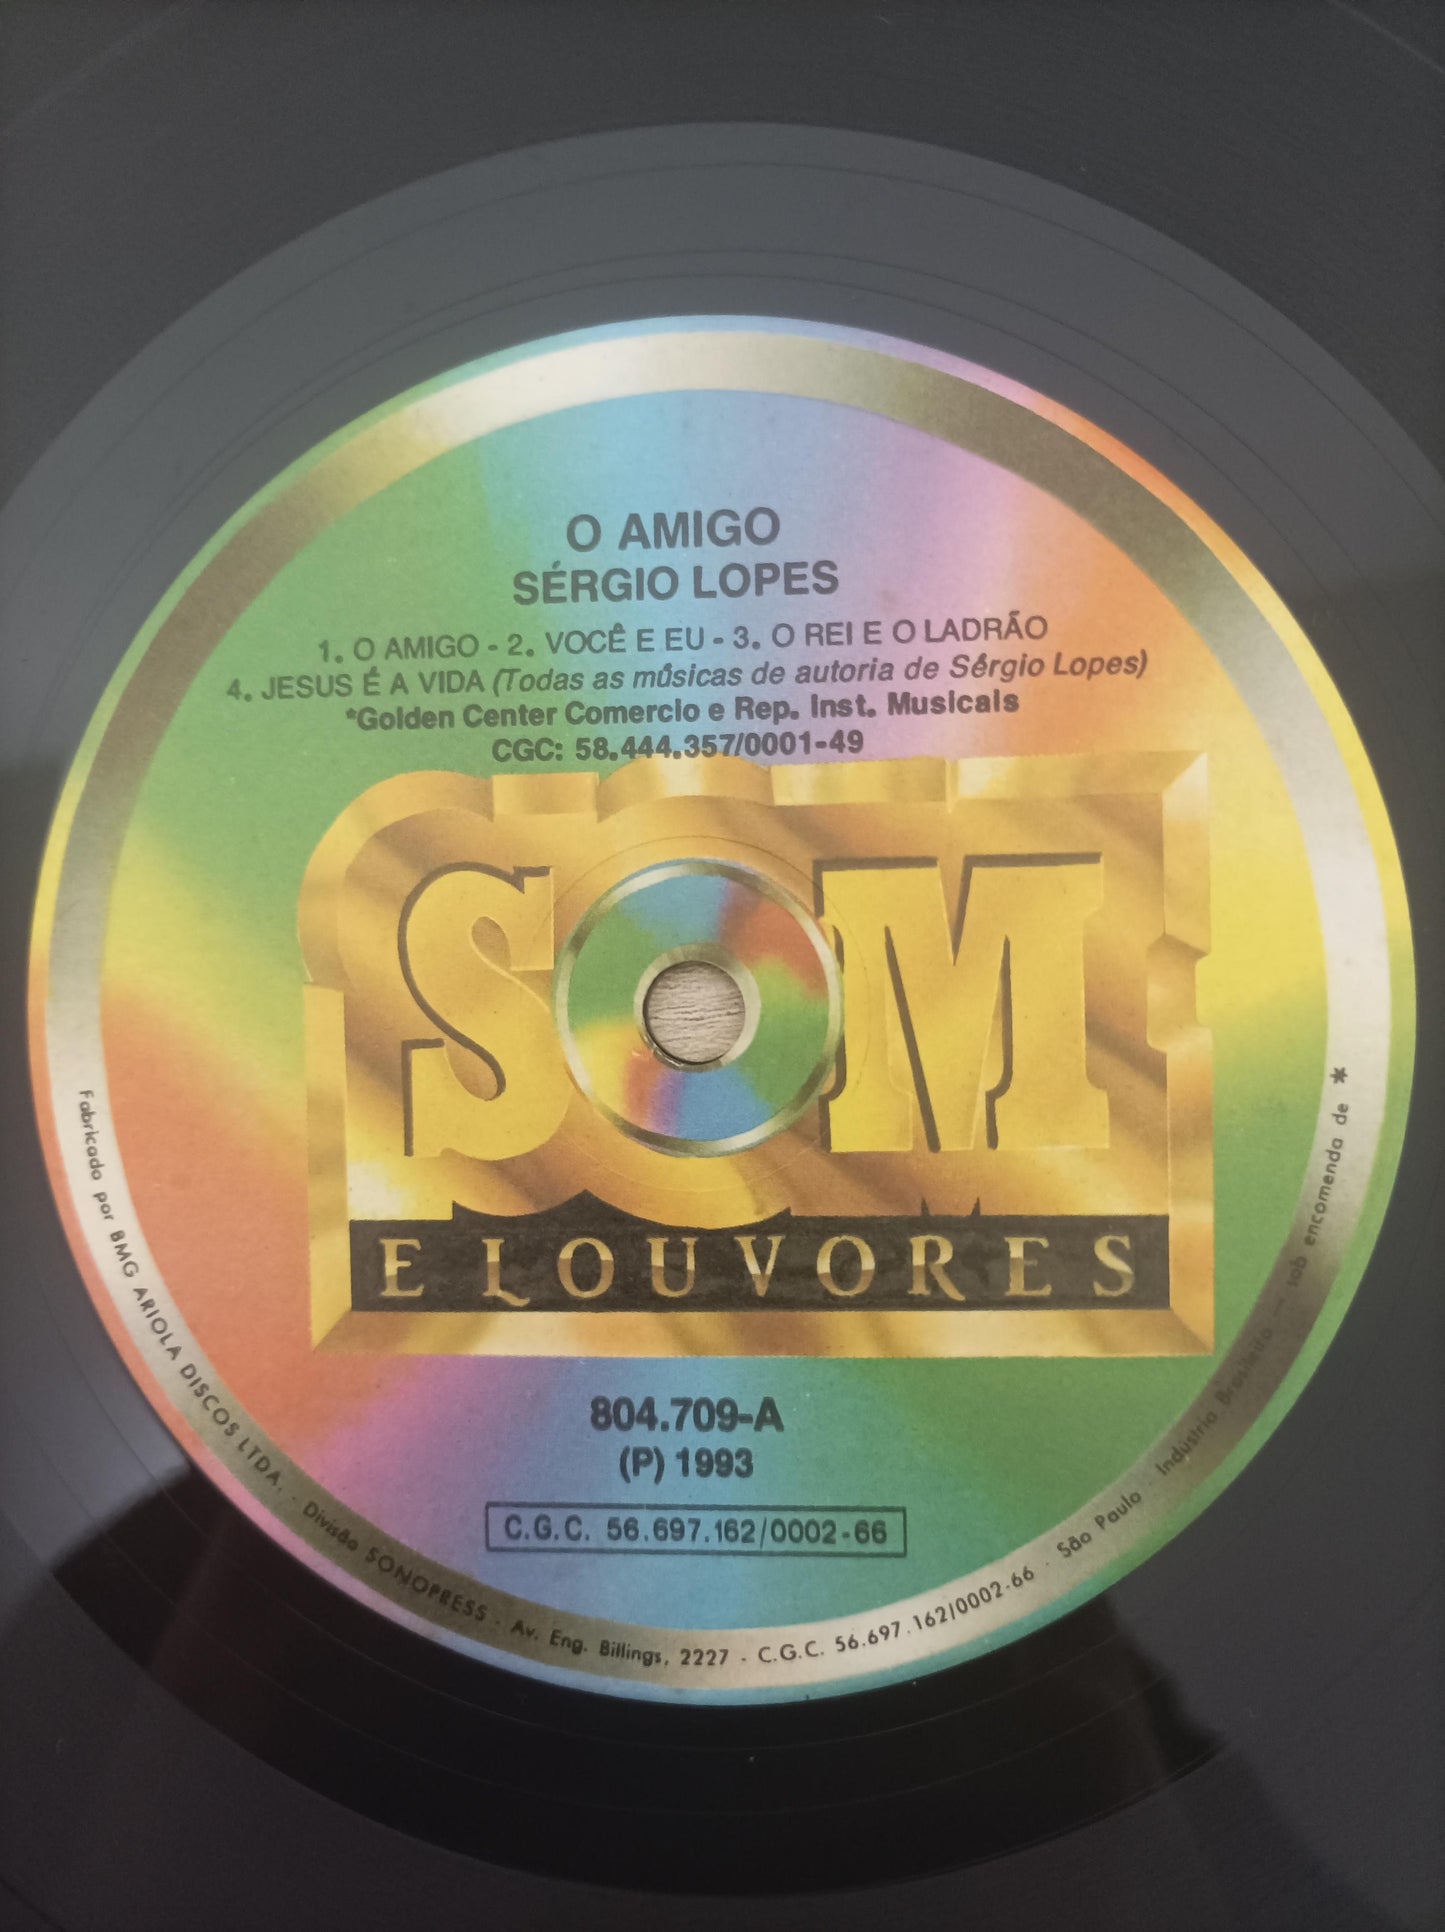 O AMIGO
SÉRGIO LOPES
1. O AMIGO - 2. VOCÊ E EU - 3. O REI E O LADRÃO
4. JESUS É A VIDA (Todas as músicas de autoria de Sérgio Lopes)
*Golden Center Comercio e Rep. Inst. Musicais
CGC: 58.444.357/0001-49
SOM
E LOUVORES
804.709-A
(P) 1993
C.G.C. 56.697.162/0002-66
Fabricado por BMG ARIOLA DISCOS LTDA. - Divisão SONOPRESS - Av. Eng. Billings, 2227 - C.G.C. 56.697.162/0002-66 - São Paulo - Industria Brasileira — sob encomenda de *